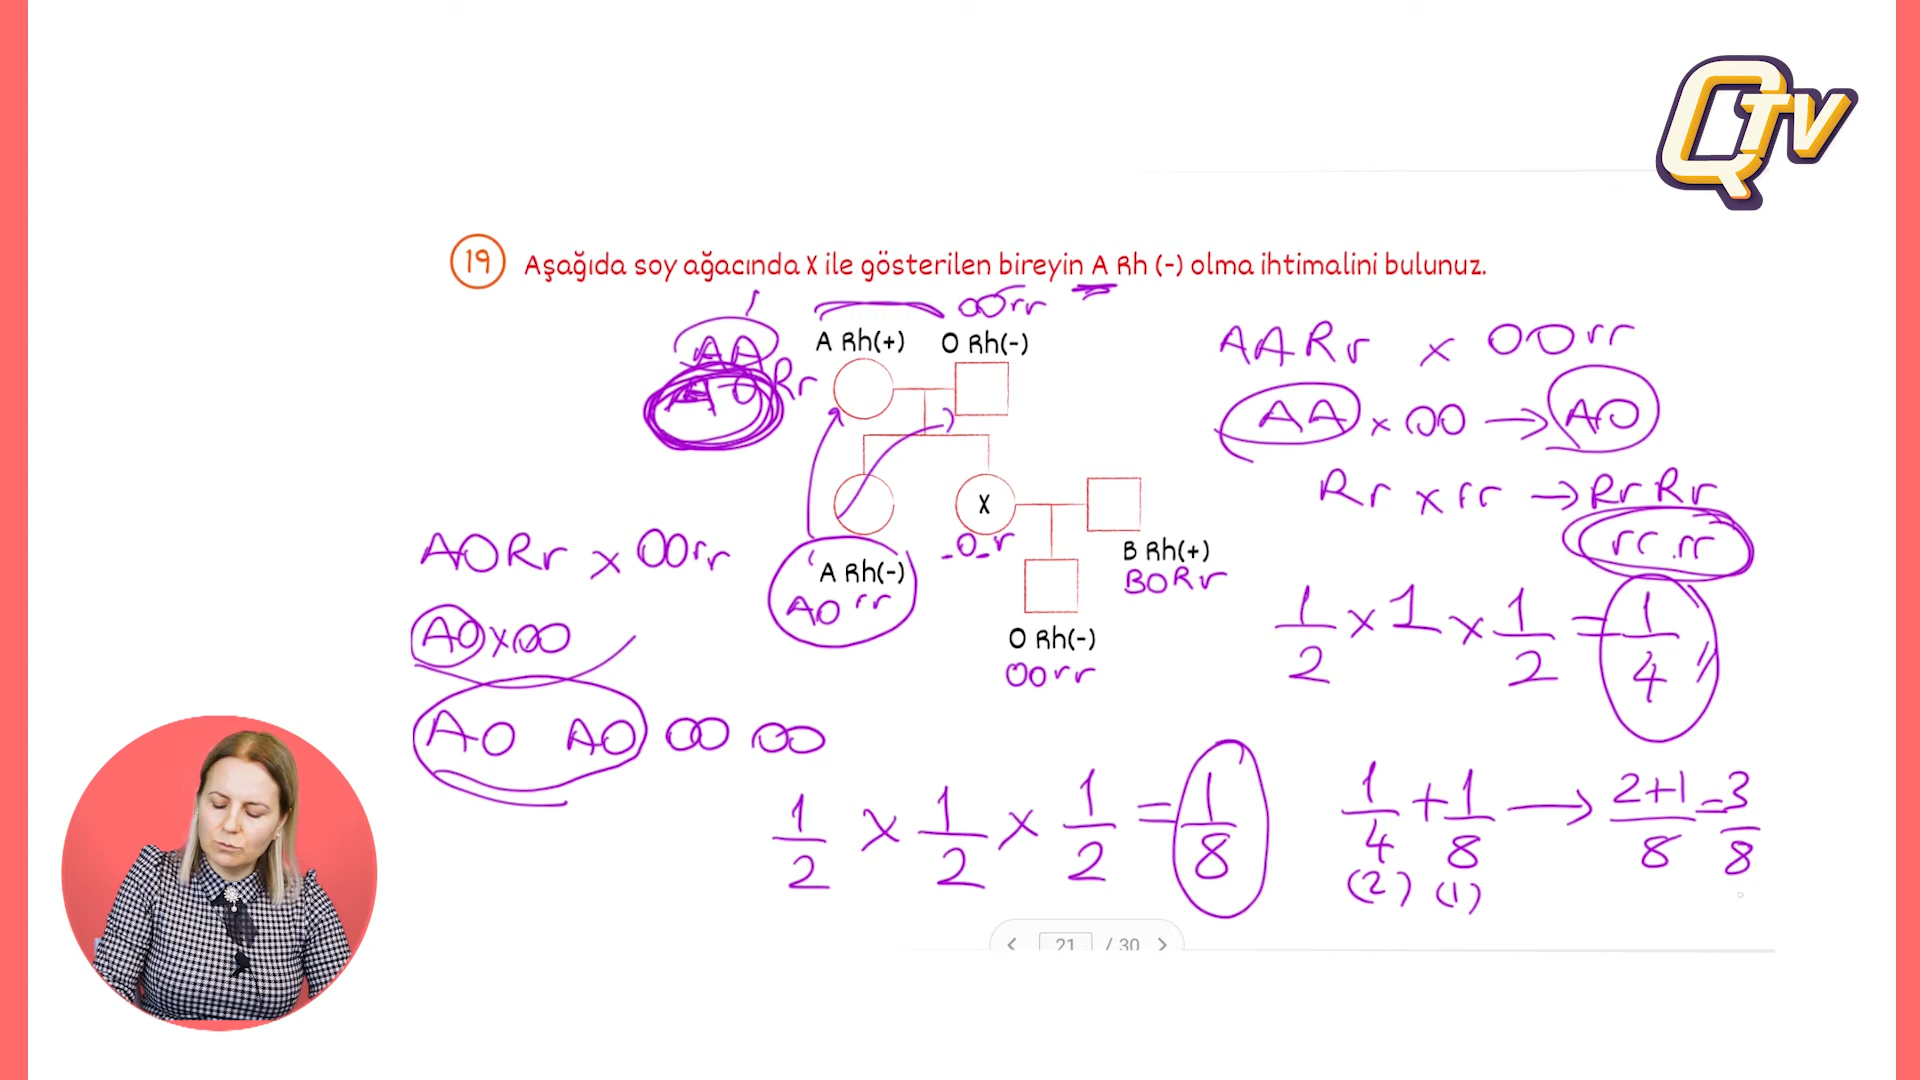 QTV
19 Aşağıda soy ağacında X ile gösterilen bireyin A Rh (-) olma ihtimalini bulunuz.
OOrr
AA
A Rh(+) O Rh(-)
AORr
AARr x OOrr
AA x OO → AO
X
Rr x rr → Rr Rr
rr rr
AORr x OOrr
_O_r
B Rh(+)
BORr
A Rh(-)
AOrr
AO x OO
O Rh(-)
OOrr
1/2 x 1 x 1/2 = 1/4
AO AO OO OO
1/2 x 1/2 x 1/2 = 1/8
1/4 + 1/8 → 2+1/8 = 3/8
(2) (1)
< 21 / 30 >